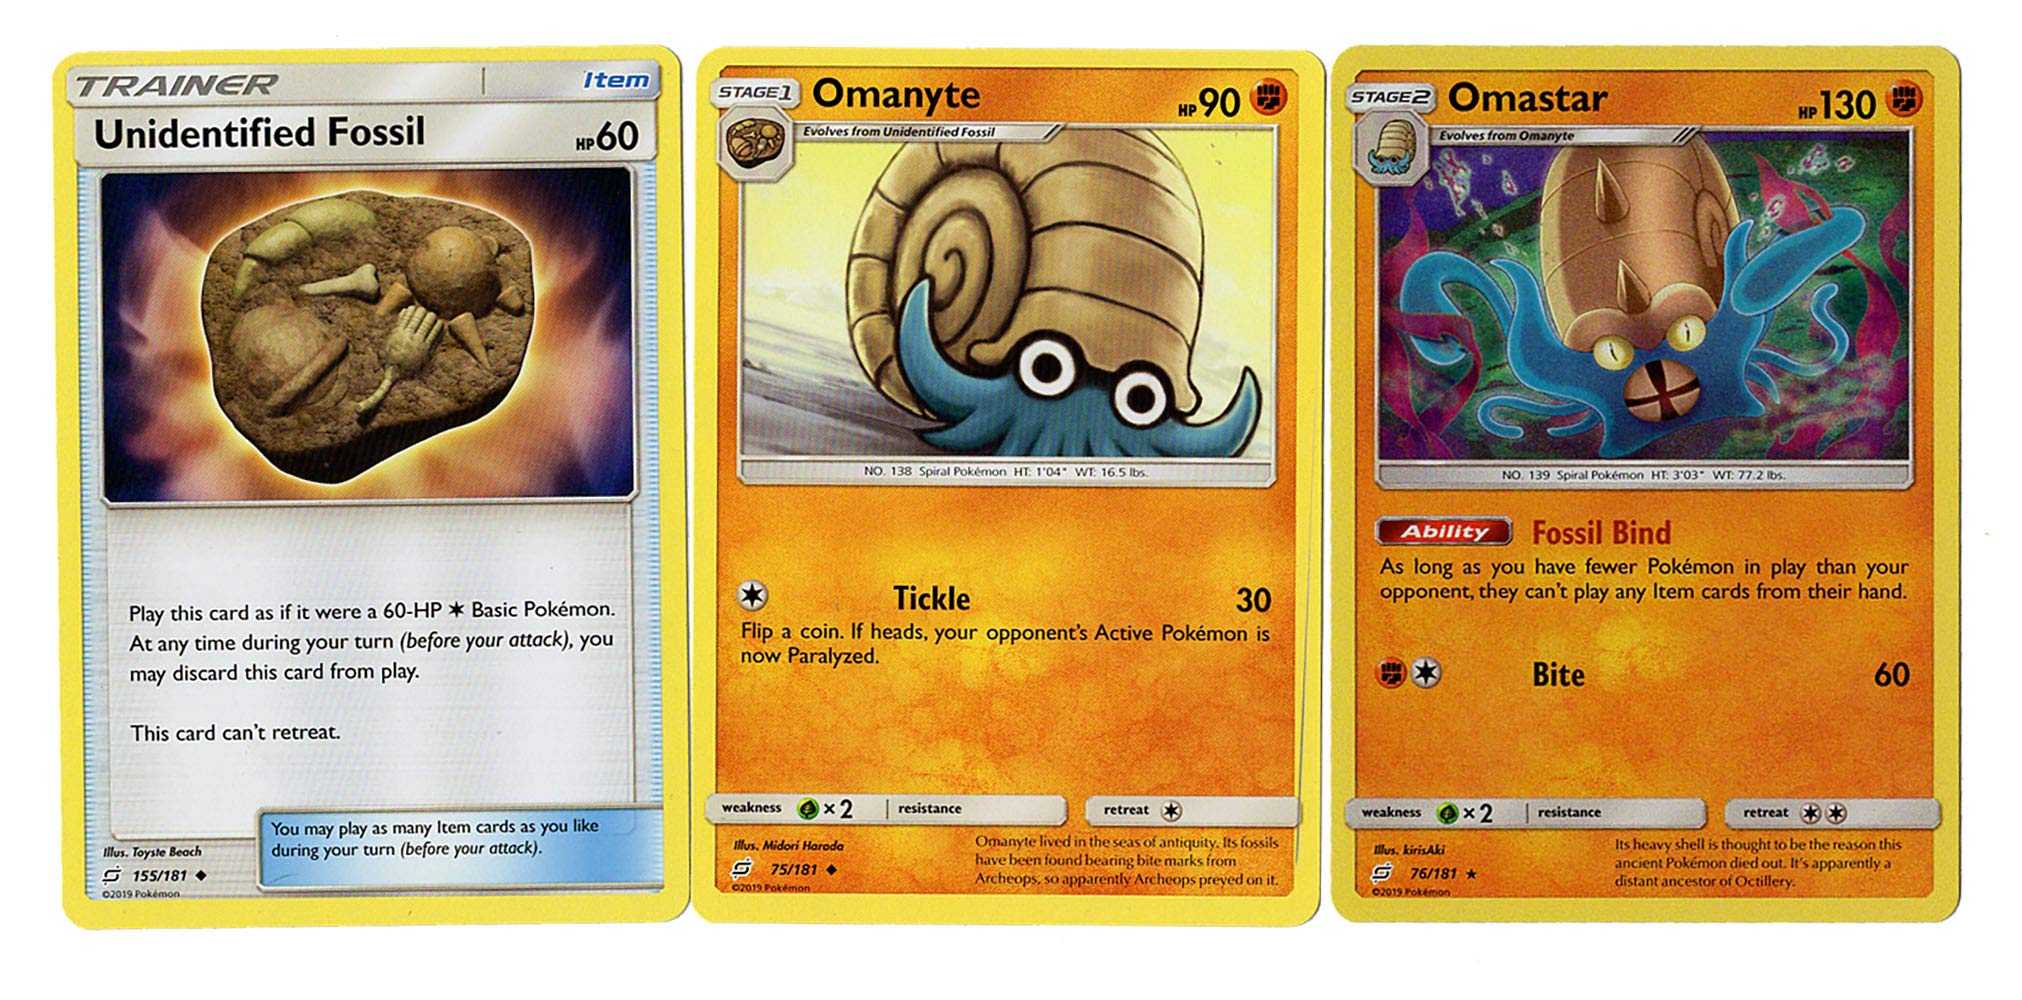 TRAINER Item
Unidentified Fossil HP60
Play this card as if it were a 60-HP Basic Pokémon.
At any time during your turn (before your attack), you
may discard this card from play.
This card can't retreat.
You may play as many Item cards as you like
during your turn (before your attack).
Illus. Toyste Beach
155/181
©2019 Pokémon
STAGE1 Omanyte HP90
Evolves from Unidentified Fossil
NO. 138 Spiral Pokémon HT: 1'04" WT: 16.5 lbs.
Tickle 30
Flip a coin. If heads, your opponent's Active Pokémon is
now Paralyzed.
weakness ×2 resistance retreat
Illus. Midori Harada
75/181
©2019 Pokémon
Omanyte lived in the seas of antiquity. Its fossils
have been found bearing bite marks from
Archeops, so apparently Archeops preyed on it.
STAGE2 Omastar HP130
Evolves from Omanyte
NO. 139 Spiral Pokémon HT: 3'03" WT: 77.2 lbs.
Ability Fossil Bind
As long as you have fewer Pokémon in play than your
opponent, they can't play any Item cards from their hand.
Bite 60
weakness ×2 resistance retreat
Illus. kirisAki
76/181
©2019 Pokémon
Its heavy shell is thought to be the reason this
ancient Pokémon died out. It's apparently a
distant ancestor of Octillery.